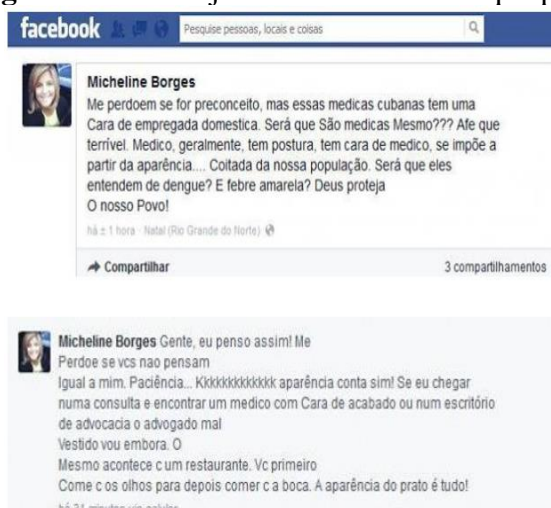 facebook Pesquise pessoas, locais e coisas
Micheline Borges
Me perdoem se for preconceito, mas essas medicas cubanas tem uma
Cara de empregada domestica. Será que São medicas Mesmo??? Afe que
terrível. Medico, geralmente, tem postura, tem cara de medico, se impõe a
partir da aparência.... Coitada da nossa população. Será que eles
entendem de dengue? E febre amarela? Deus proteja
O nosso Povo!
há ± 1 hora · Natal (Rio Grande do Norte)
Compartilhar 3 compartilhamentos
Micheline Borges Gente, eu penso assim! Me
Perdoe se vcs nao pensam
Igual a mim. Paciência... Kkkkkkkkkkkk aparência conta sim! Se eu chegar
numa consulta e encontrar um medico com Cara de acabado ou num escritório
de advocacia o advogado mal
Vestido vou embora. O
Mesmo acontece c um restaurante. Vc primeiro
Come c os olhos para depois comer c a boca. A aparência do prato é tudo!